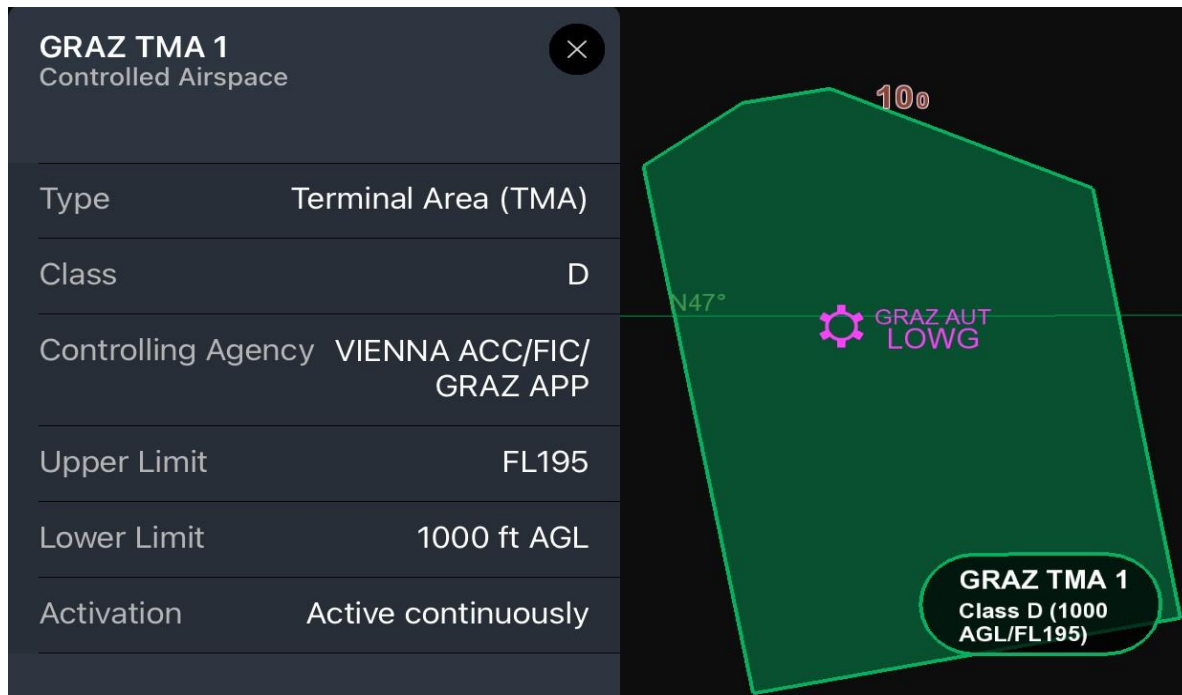 GRAZ TMA 1
Controlled Airspace
Type Terminal Area (TMA)
Class D
Controlling Agency VIENNA ACC/FIC/
GRAZ APP
Upper Limit FL195
Lower Limit 1000 ft AGL
Activation Active continuously
100
N47°
GRAZ AUT
LOWG
GRAZ TMA 1
Class D (1000
AGL/FL195)